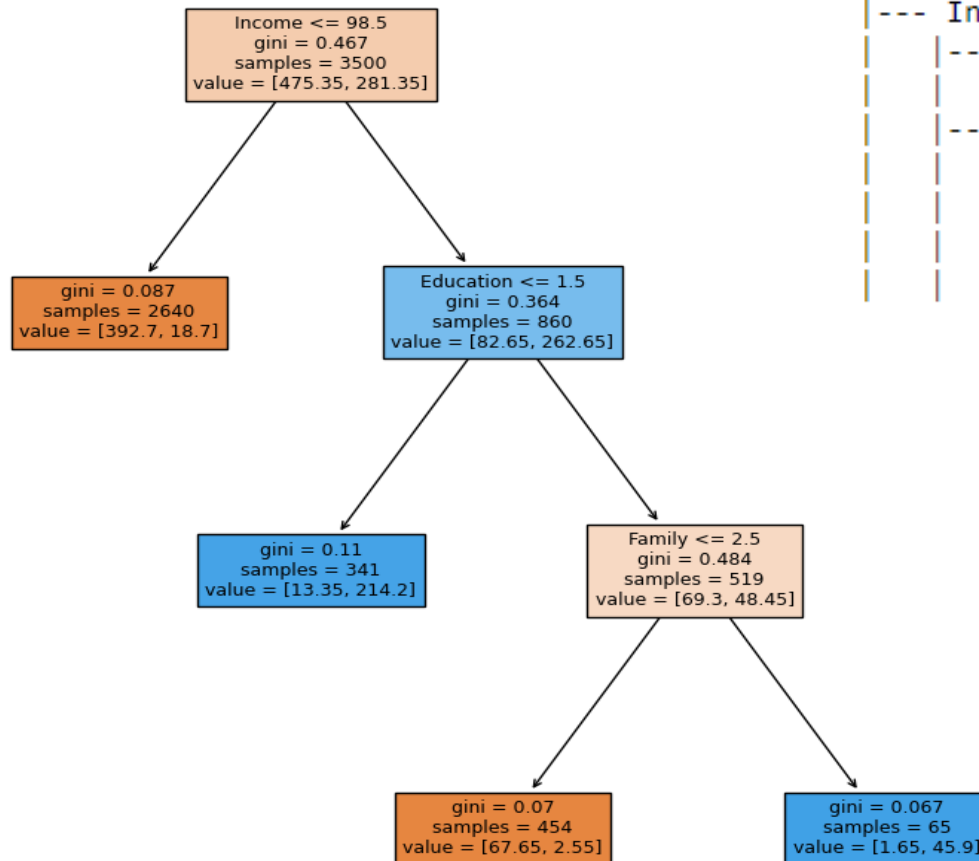 Income <= 98.5
gini = 0.467
samples = 3500
value = [475.35, 281.35]
|--- In
| --
| --
gini = 0.087
samples = 2640
value = [392.7, 18.7]
Education <= 1.5
gini = 0.364
samples = 860
value = [82.65, 262.65]
gini = 0.11
samples = 341
value = [13.35, 214.2]
Family <= 2.5
gini = 0.484
samples = 519
value = [69.3, 48.45]
gini = 0.07
samples = 454
value = [67.65, 2.55]
gini = 0.067
samples = 65
value = [1.65, 45.9]